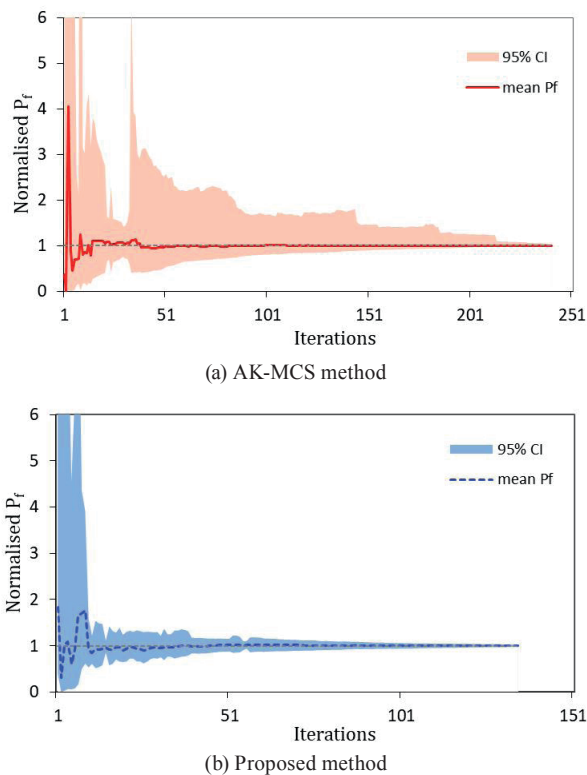 6
5
4
3
2
1
0
Normalised Pf
95% CI
mean Pf
1 51 101 151 201 251
Iterations
(a) AK-MCS method
6
5
4
3
2
1
0
Normalised Pf
95% CI
mean Pf
1 51 101 151
Iterations
(b) Proposed method